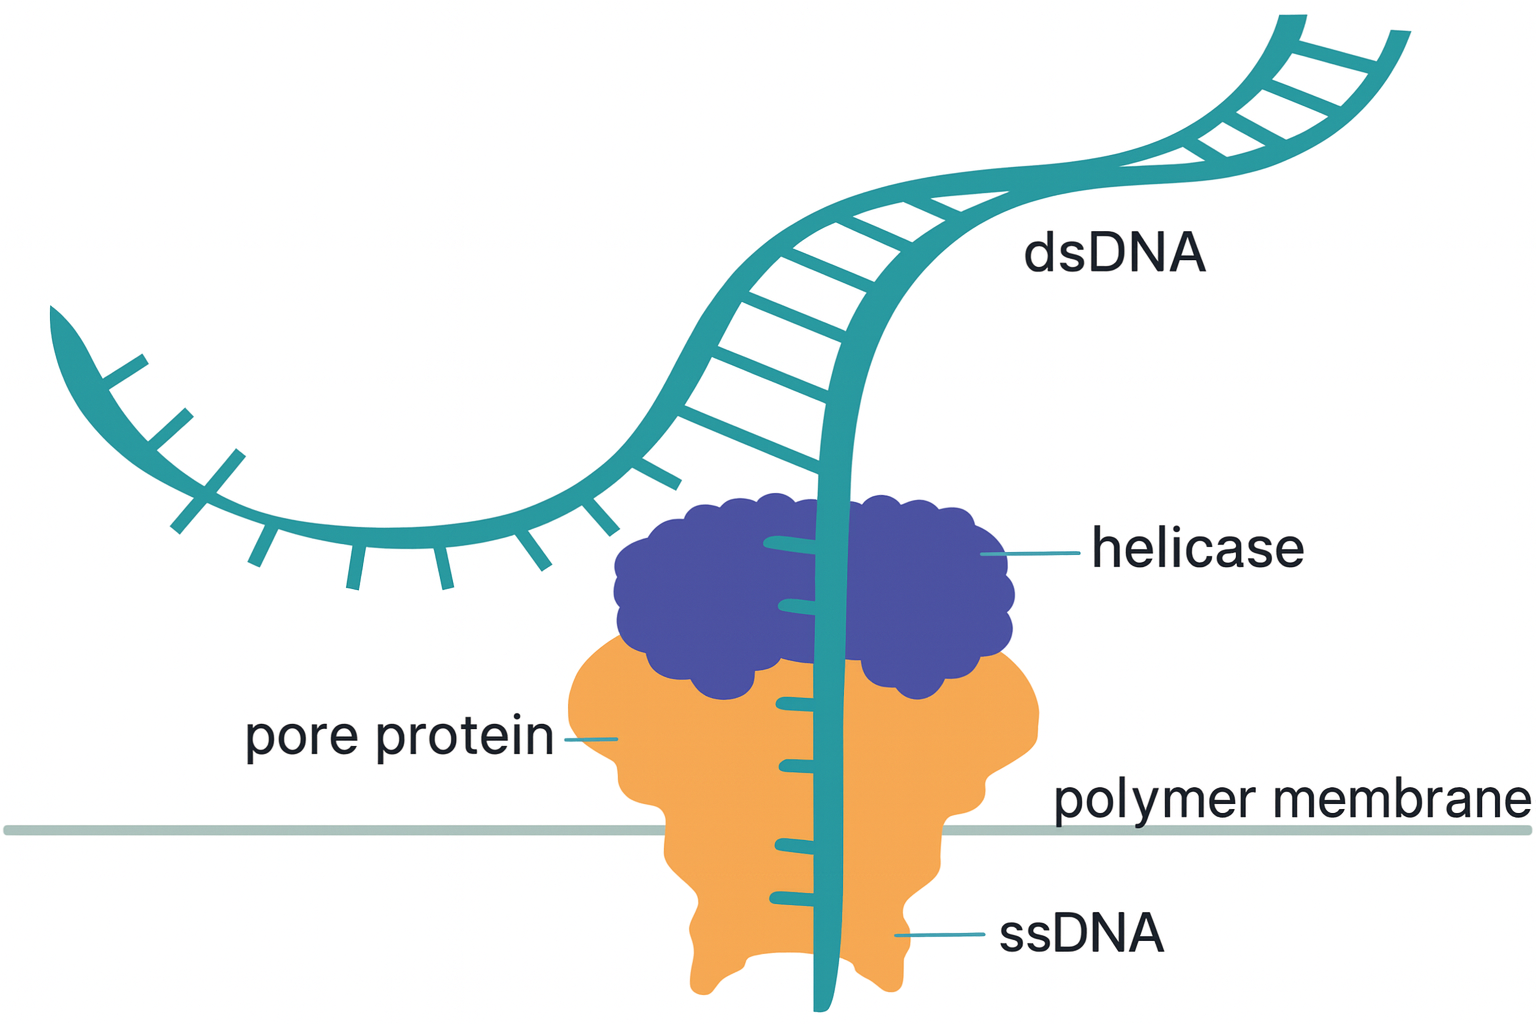 dsDNA
helicase
pore protein
polymer membrane
ssDNA